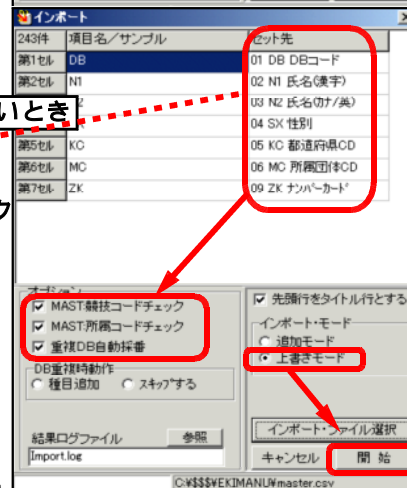 インポート
243件 項目名／サンプル セット先
第1セル DB 01 DB DBコード
第2セル N1 02 N1 氏名(漢字)
Z 03 N2 氏名(カナ/英)
いとき
04 SX 性別
第5セル KC 05 KC 都道府県CD
第6セル MC 06 MC 所属団体CD
第7セル ZK 09 ZK ナンバーカード
ク
オプション
MAST:競技コードチェック
MAST:所属コードチェック
重複DB自動採番
DB重複時動作
種目追加 スキップする
結果ログファイル 参照
Import.log
先頭行をタイトル行とする
インポート・モード
追加モード
上書きモード
インポート・ファイル選択
キャンセル 開 始
C:¥$$$¥EKIMANU¥master.csv